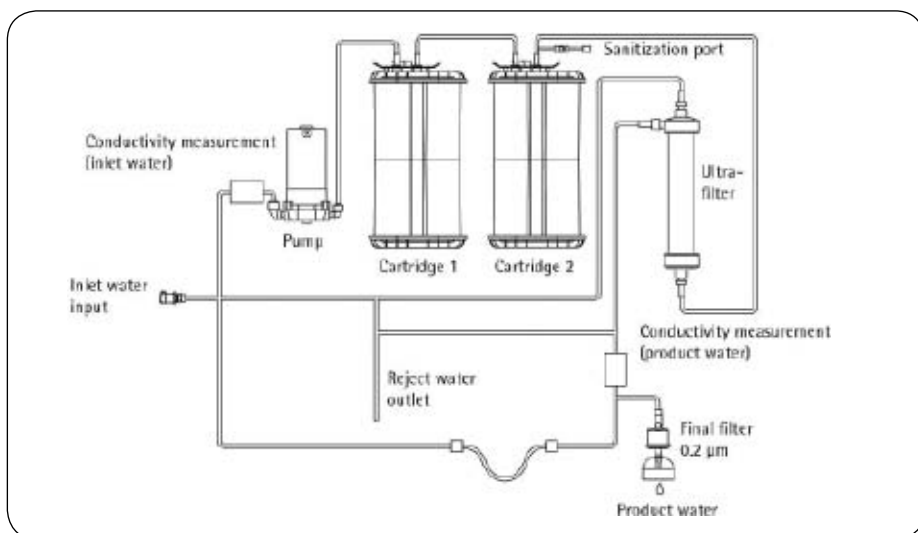 Sanitization port
Conductivity measurement
(inlet water)
Ultra-
filter
Pump
Cartridge 1
Cartridge 2
Inlet water
input
Conductivity measurement
(product water)
Reject water
outlet
Final filter
0.2 µm
Product water